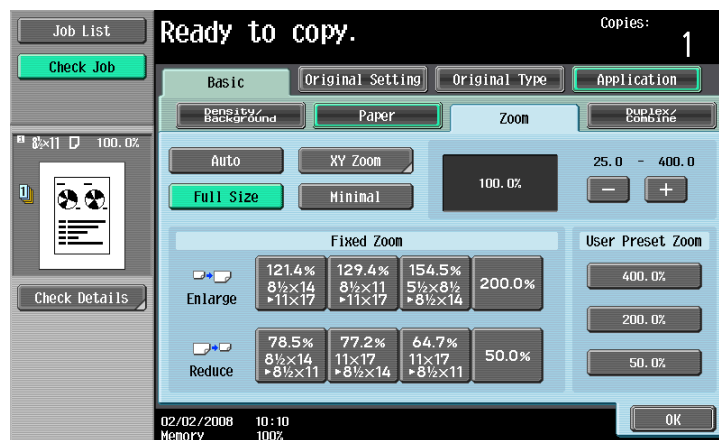 Job List
Check Job
8½×11 100.0%
1
Check Details
Ready to copy.
Copies:
1
Basic
Original Setting
Original Type
Application
Density/
Background
Paper
Zoom
Duplex/
Combine
Auto
XY Zoom
Full Size
Minimal
100.0%
25.0 - 400.0
−
+
Fixed Zoom
Enlarge
121.4%
8½×14
▸11×17
129.4%
8½×11
▸11×17
154.5%
5½×8½
▸8½×14
200.0%
Reduce
78.5%
8½×14
▸8½×11
77.2%
11×17
▸8½×14
64.7%
11×17
▸8½×11
50.0%
User Preset Zoom
400.0%
200.0%
50.0%
02/02/2008 10:10
Memory 100%
OK